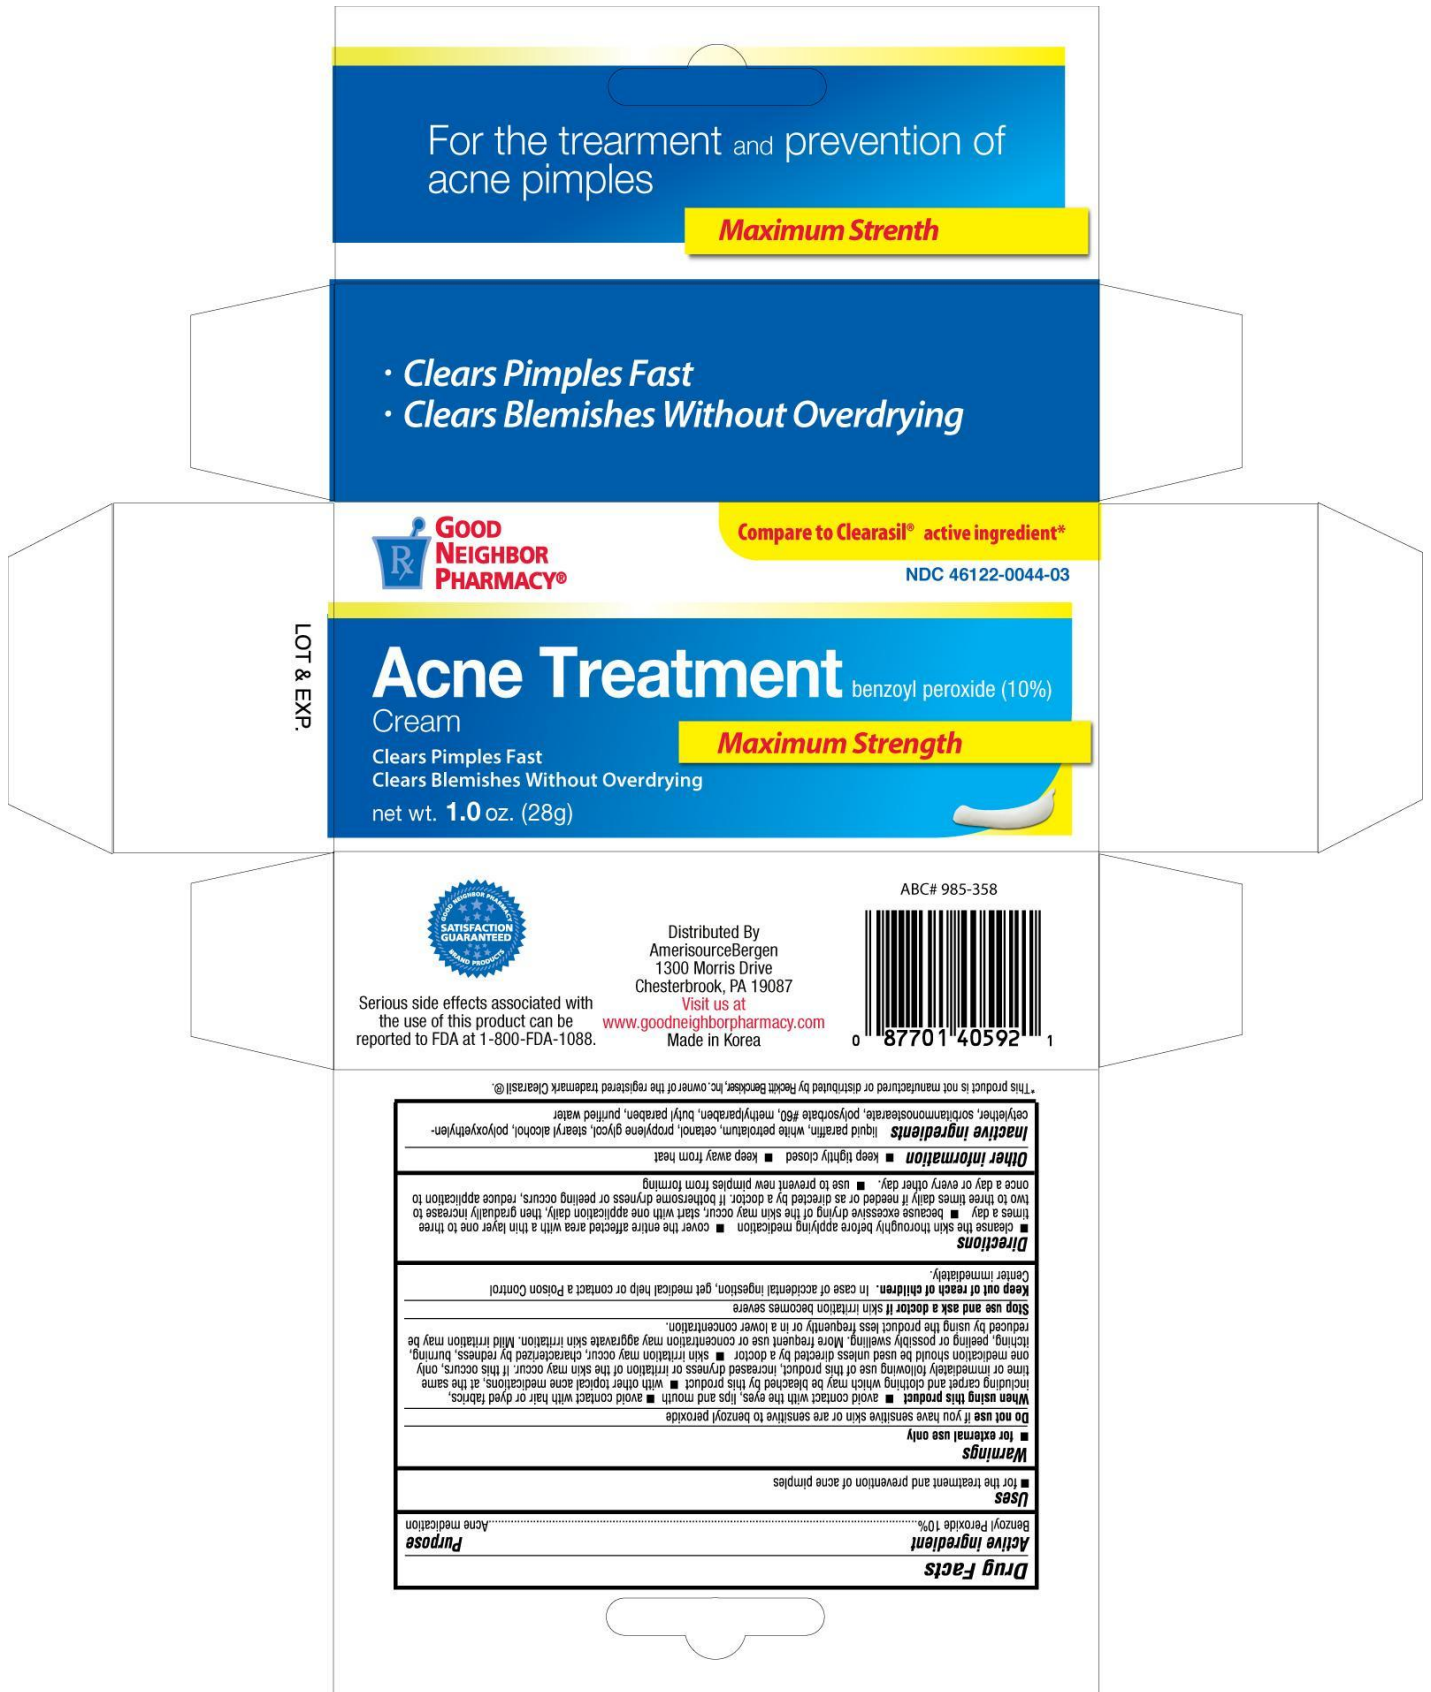 For the trearment and prevention of
acne pimples
Maximum Strenth
· Clears Pimples Fast
· Clears Blemishes Without Overdrying
GOOD
NEIGHBOR
PHARMACY®
Rx
Compare to Clearasil® active ingredient*
NDC 46122-0044-03
LOT & EXP.
Acne Treatment benzoyl peroxide (10%)
Cream
Maximum Strength
Clears Pimples Fast
Clears Blemishes Without Overdrying
net wt. 1.0 oz. (28g)
GOOD NEIGHBOR PHARMACY
SATISFACTION
GUARANTEED
BRAND PRODUCTS
Serious side effects associated with
the use of this product can be
reported to FDA at 1-800-FDA-1088.
Distributed By
AmerisourceBergen
1300 Morris Drive
Chesterbrook, PA 19087
Visit us at
www.goodneighborpharmacy.com
Made in Korea
ABC# 985-358
0 87701 40592 1
Drug Facts
Active ingredient Purpose
Benzoyl Peroxide 10%...Acne medication
Uses
■ for the treatment and prevention of acne pimples
Warnings
■ for external use only
Do not use if you have sensitive skin or are sensitive to benzoyl peroxide
When using this product ■ avoid contact with the eyes, lips and mouth ■ avoid contact with hair or dyed fabrics,
including carpet and clothing which may be bleached by this product ■ with other topical acne medications, at the same
time or immediately following use of this product, increased dryness or irritation of the skin may occur. If this occurs, only
one medication should be used unless directed by a doctor ■ skin irritation may occur, characterized by redness, burning,
itching, peeling or possibly swelling. More frequent use or concentration may aggravate skin irritation. Mild irritation may be
reduced by using the product less frequently or in a lower concentration.
Stop use and ask a doctor if skin irritation becomes severe
Keep out of reach of children. In case of accidental ingestion, get medical help or contact a Poison Control
Center immediately.
Directions
■ cleanse the skin thoroughly before applying medication ■ cover the entire affected area with a thin layer one to three
times a day ■ because excessive drying of the skin may occur, start with one application daily, then gradually increase to
two to three times daily if needed or as directed by a doctor. If bothersome dryness or peeling occurs, reduce application to
once a day or every other day. ■ use to prevent new pimples from forming
Other information ■ keep tightly closed ■ keep away from heat
Inactive ingredients liquid paraffin, white petrolatum, cetanol, propylene glycol, stearyl alcohol, polyoxyethylen-
cetylether, sorbitanmonostearate, polysorbate #60, methylparaben, butyl paraben, purified water
*This product is not manufactured or distributed by Reckitt Benckiser, Inc. owner of the registered trademark Clearasil ®.